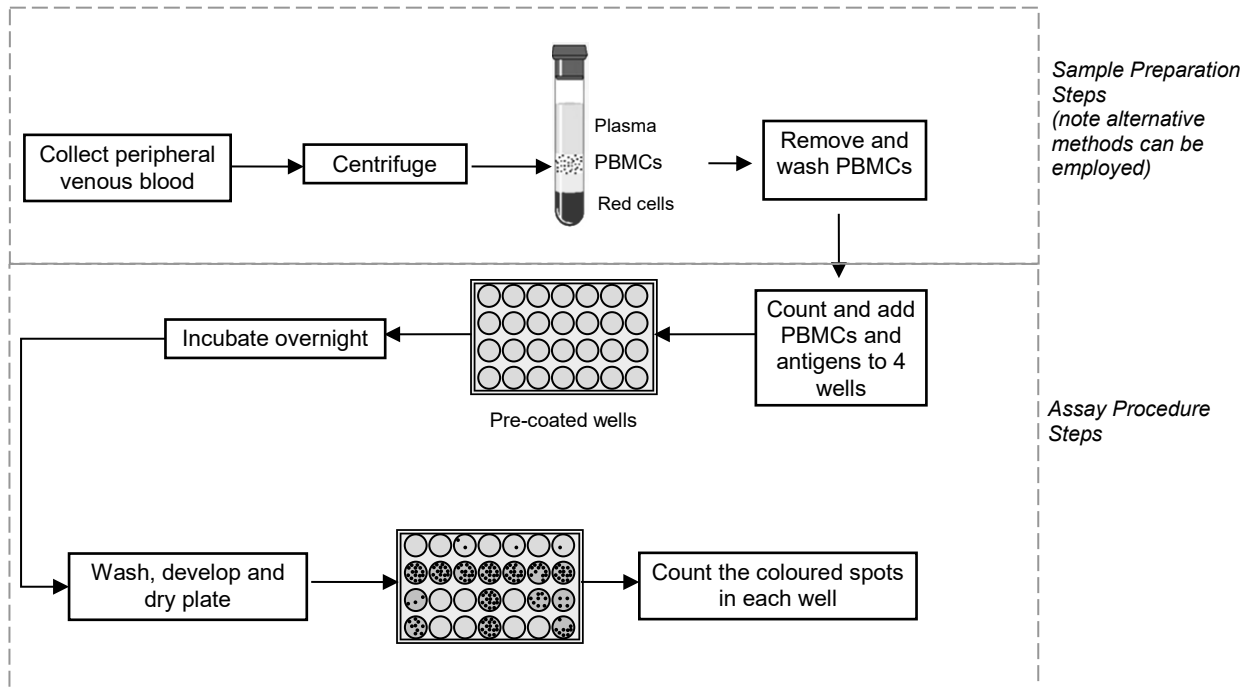 Collect peripheral
venous blood
Centrifuge
Plasma
PBMCs
Red cells
Remove and
wash PBMCs
Sample Preparation
Steps
(note alternative
methods can be
employed)
Count and add
PBMCs and
antigens to 4
wells
Pre-coated wells
Incubate overnight
Assay Procedure
Steps
Wash, develop and
dry plate
Count the coloured spots
in each well